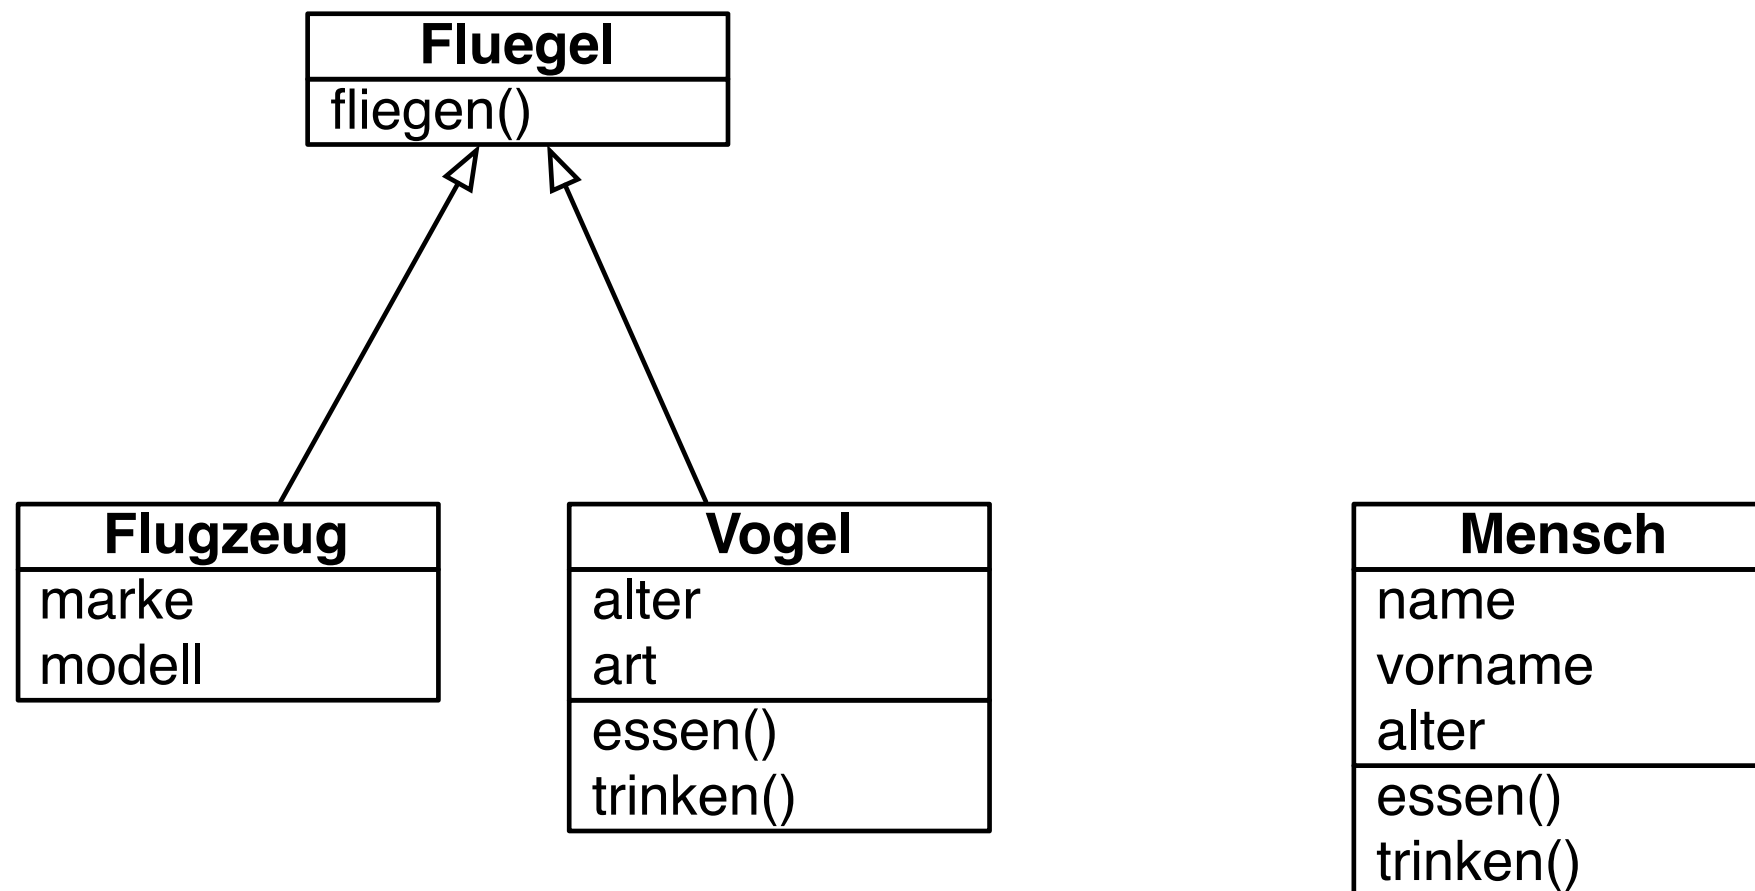 Fluegel
fliegen()
Flugzeug
marke
modell
Vogel
alter
art
essen()
trinken()
Mensch
name
vorname
alter
essen()
trinken()